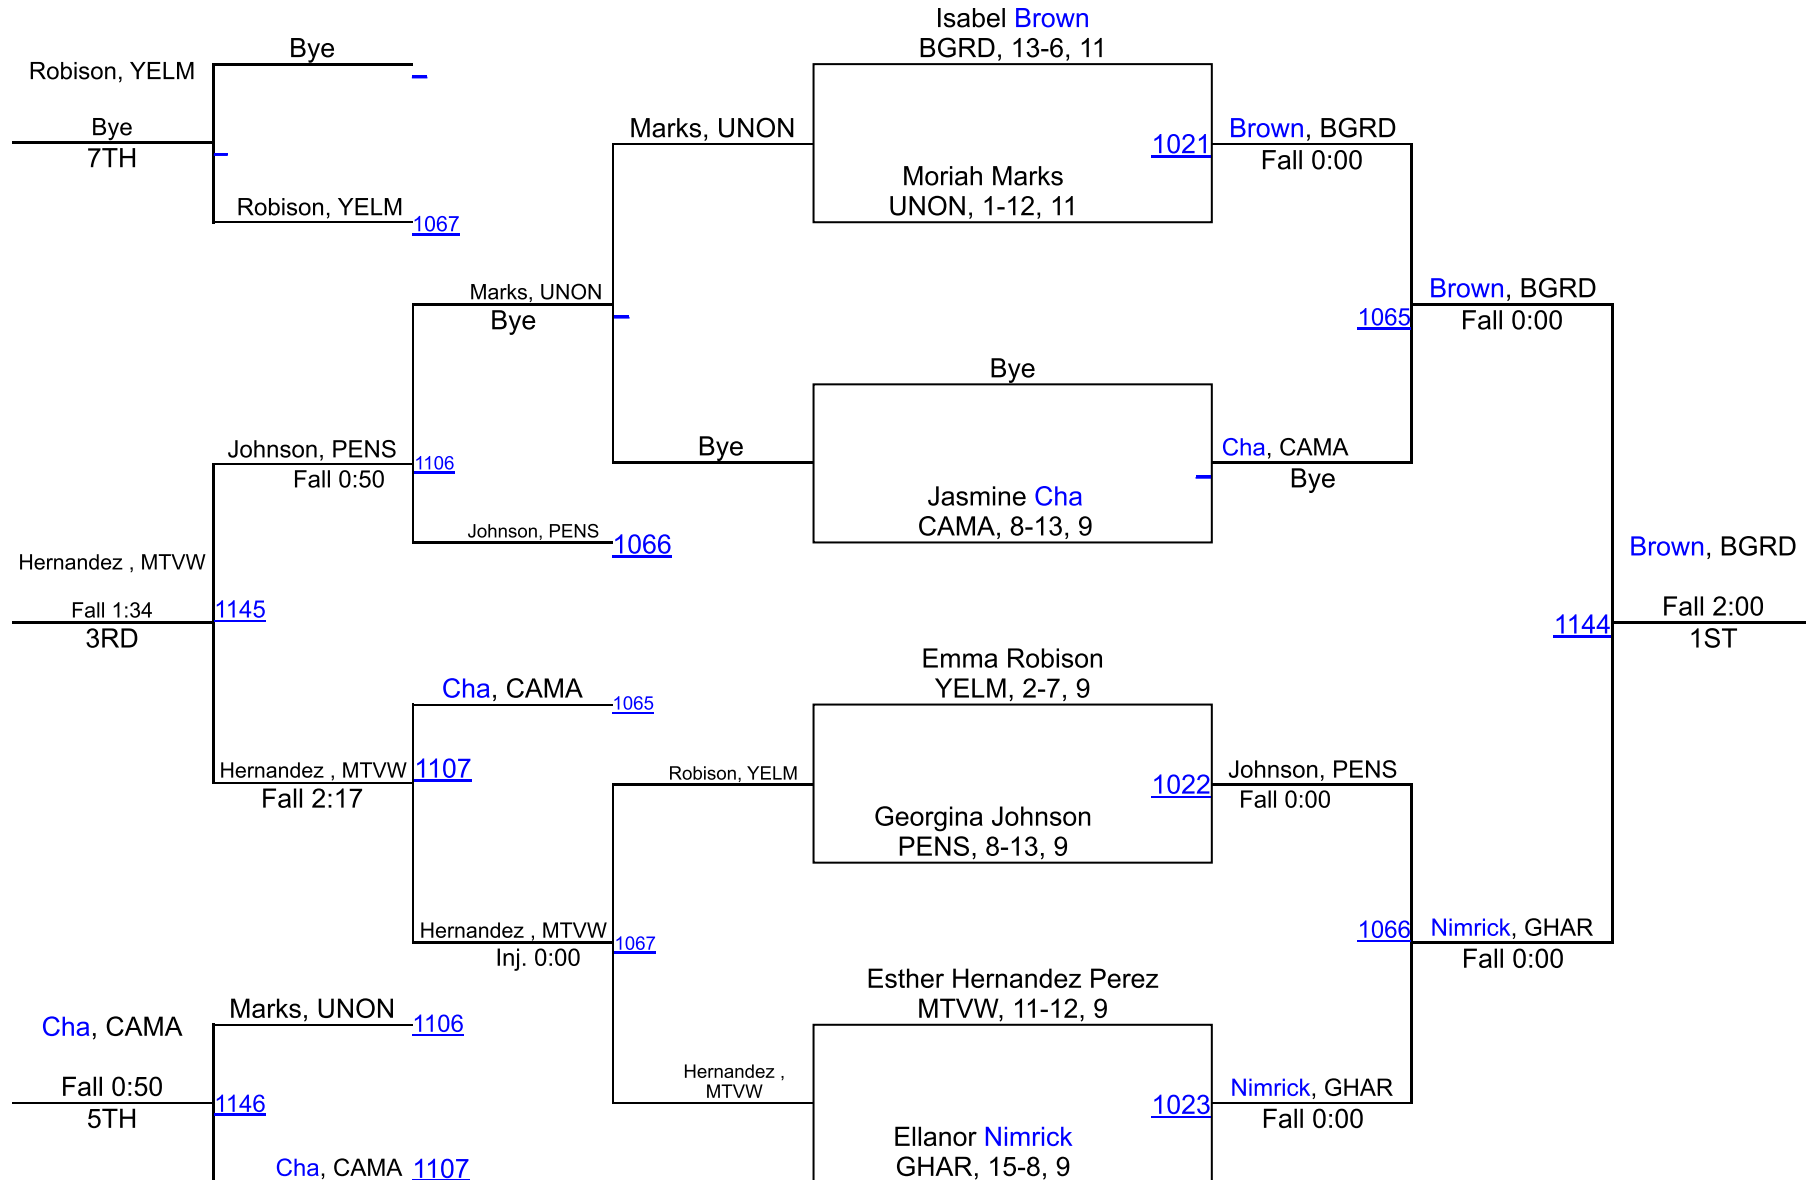 Isabel Brown
BGRD, 13-6, 11
Bye
Robison, YELM
Bye
7TH
Robison, YELM
1067
Marks, UNON
1021
Brown, BGRD
Fall 0:00
Moriah Marks
UNON, 1-12, 11
Marks, UNON
Bye
Brown, BGRD
1065
Fall 0:00
Bye
Johnson, PENS
1106
Fall 0:50
Bye
Cha, CAMA
Bye
Jasmine Cha
CAMA, 8-13, 9
Johnson, PENS
1066
Hernandez , MTVW
Fall 1:34
1145
3RD
Brown, BGRD
Fall 2:00
1144
1ST
Emma Robison
YELM, 2-7, 9
Cha, CAMA
1065
Hernandez , MTVW
1107
Fall 2:17
Robison, YELM
1022
Johnson, PENS
Fall 0:00
Georgina Johnson
PENS, 8-13, 9
Hernandez , MTVW
1067
Inj. 0:00
1066
Nimrick, GHAR
Fall 0:00
Esther Hernandez Perez
MTVW, 11-12, 9
Cha, CAMA
Marks, UNON
1106
Fall 0:50
1146
5TH
Hernandez ,
MTVW
1023
Nimrick, GHAR
Fall 0:00
Ellanor Nimrick
GHAR, 15-8, 9
Cha, CAMA
1107